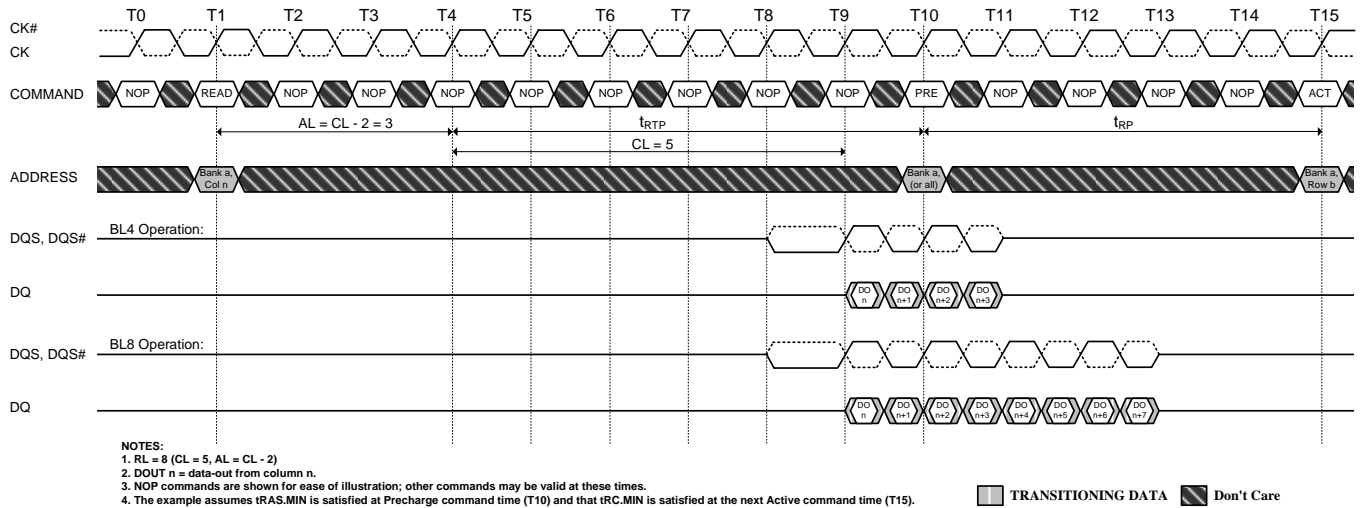 T0 T1 T2 T3 T4 T5 T6 T7 T8 T9 T10 T11 T12 T13 T14 T15
CK#
CK
COMMAND NOP READ NOP NOP NOP NOP NOP NOP NOP NOP PRE NOP NOP NOP NOP ACT
AL = CL - 2 = 3 tRTP tRP
CL = 5
ADDRESS Bank a, Col n Bank a, (or all) Bank a, Row b
BL4 Operation:
DQS, DQS#
DQ DO n DO n+1 DO n+2 DO n+3
BL8 Operation:
DQS, DQS#
DQ DO n DO n+1 DO n+2 DO n+3 DO n+4 DO n+5 DO n+6 DO n+7
NOTES:
1. RL = 8 (CL = 5, AL = CL - 2)
2. DOUT n = data-out from column n.
3. NOP commands are shown for ease of illustration; other commands may be valid at these times.
4. The example assumes tRAS.MIN is satisfied at Precharge command time (T10) and that tRC.MIN is satisfied at the next Active command time (T15).
TRANSITIONING DATA Don't Care